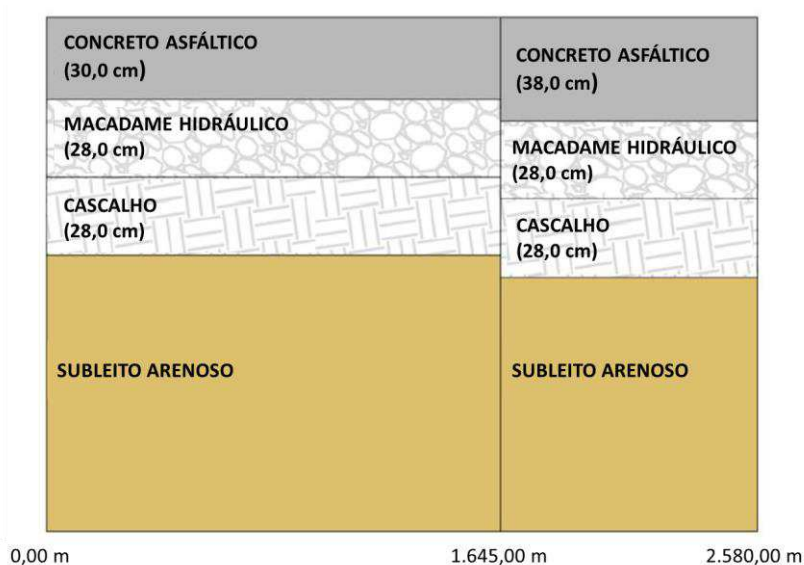 CONCRETO ASFÁLTICO
(30,0 cm)
MACADAME HIDRÁULICO
(28,0 cm)
CASCALHO
(28,0 cm)
SUBLEITO ARENOSO
CONCRETO ASFÁLTICO
(38,0 cm)
MACADAME HIDRÁULICO
(28,0 cm)
CASCALHO
(28,0 cm)
SUBLEITO ARENOSO
0,00 m
1.645,00 m
2.580,00 m